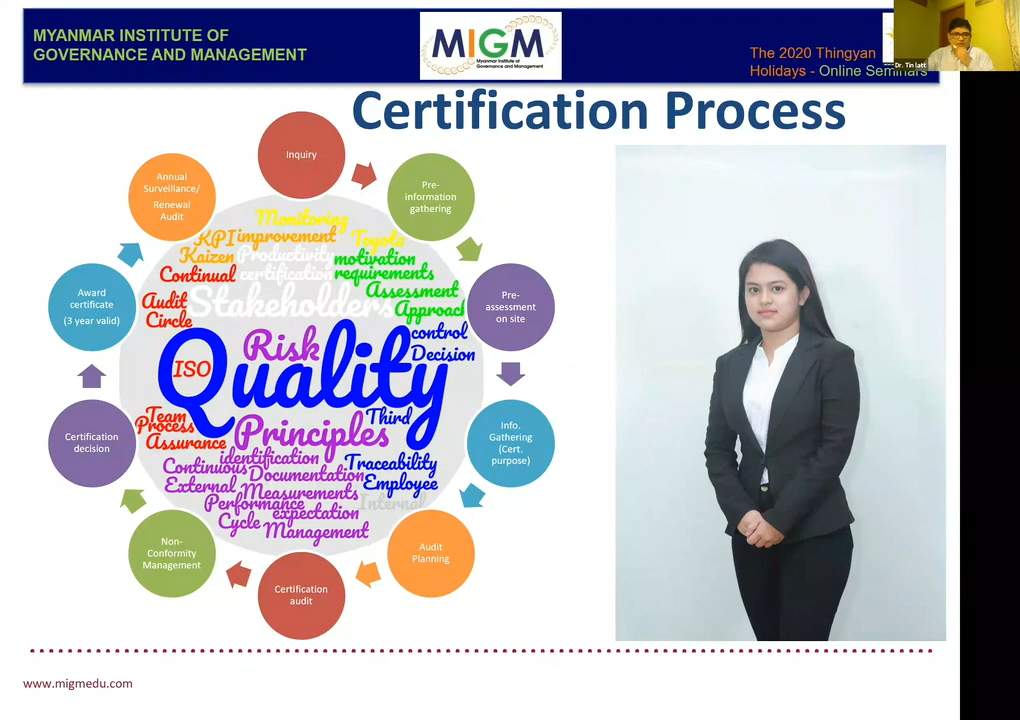 MYANMAR INSTITUTE OF
GOVERNANCE AND MANAGEMENT
MIGM
Myanmar Institute of
Governance and Management
The 2020 Thingyan
Holidays - Online Seminars
Dr. Tin latt
Certification Process
Inquiry
Pre-
information
gathering
Pre-
assessment
on site
Info.
Gathering
(Cert.
purpose)
Audit
Planning
Certification
audit
Non-
Conformity
Management
Certification
decision
Award
certificate
(3 year valid)
Annual
Surveillance/
Renewal
Audit
Monitoring
KPI improvement Toyota
Kaizen Productivity motivation
Continual certification requirements
Assessment
Audit Stakeholders Approach
Circle
control
Risk Decision
ISO
Quality
Team Third
Process Principles
Assurance
identification
Continuous Traceability
Documentation
External Employee
Measurements
Performance Internal
expectation
Cycle Management
www.migmedu.com